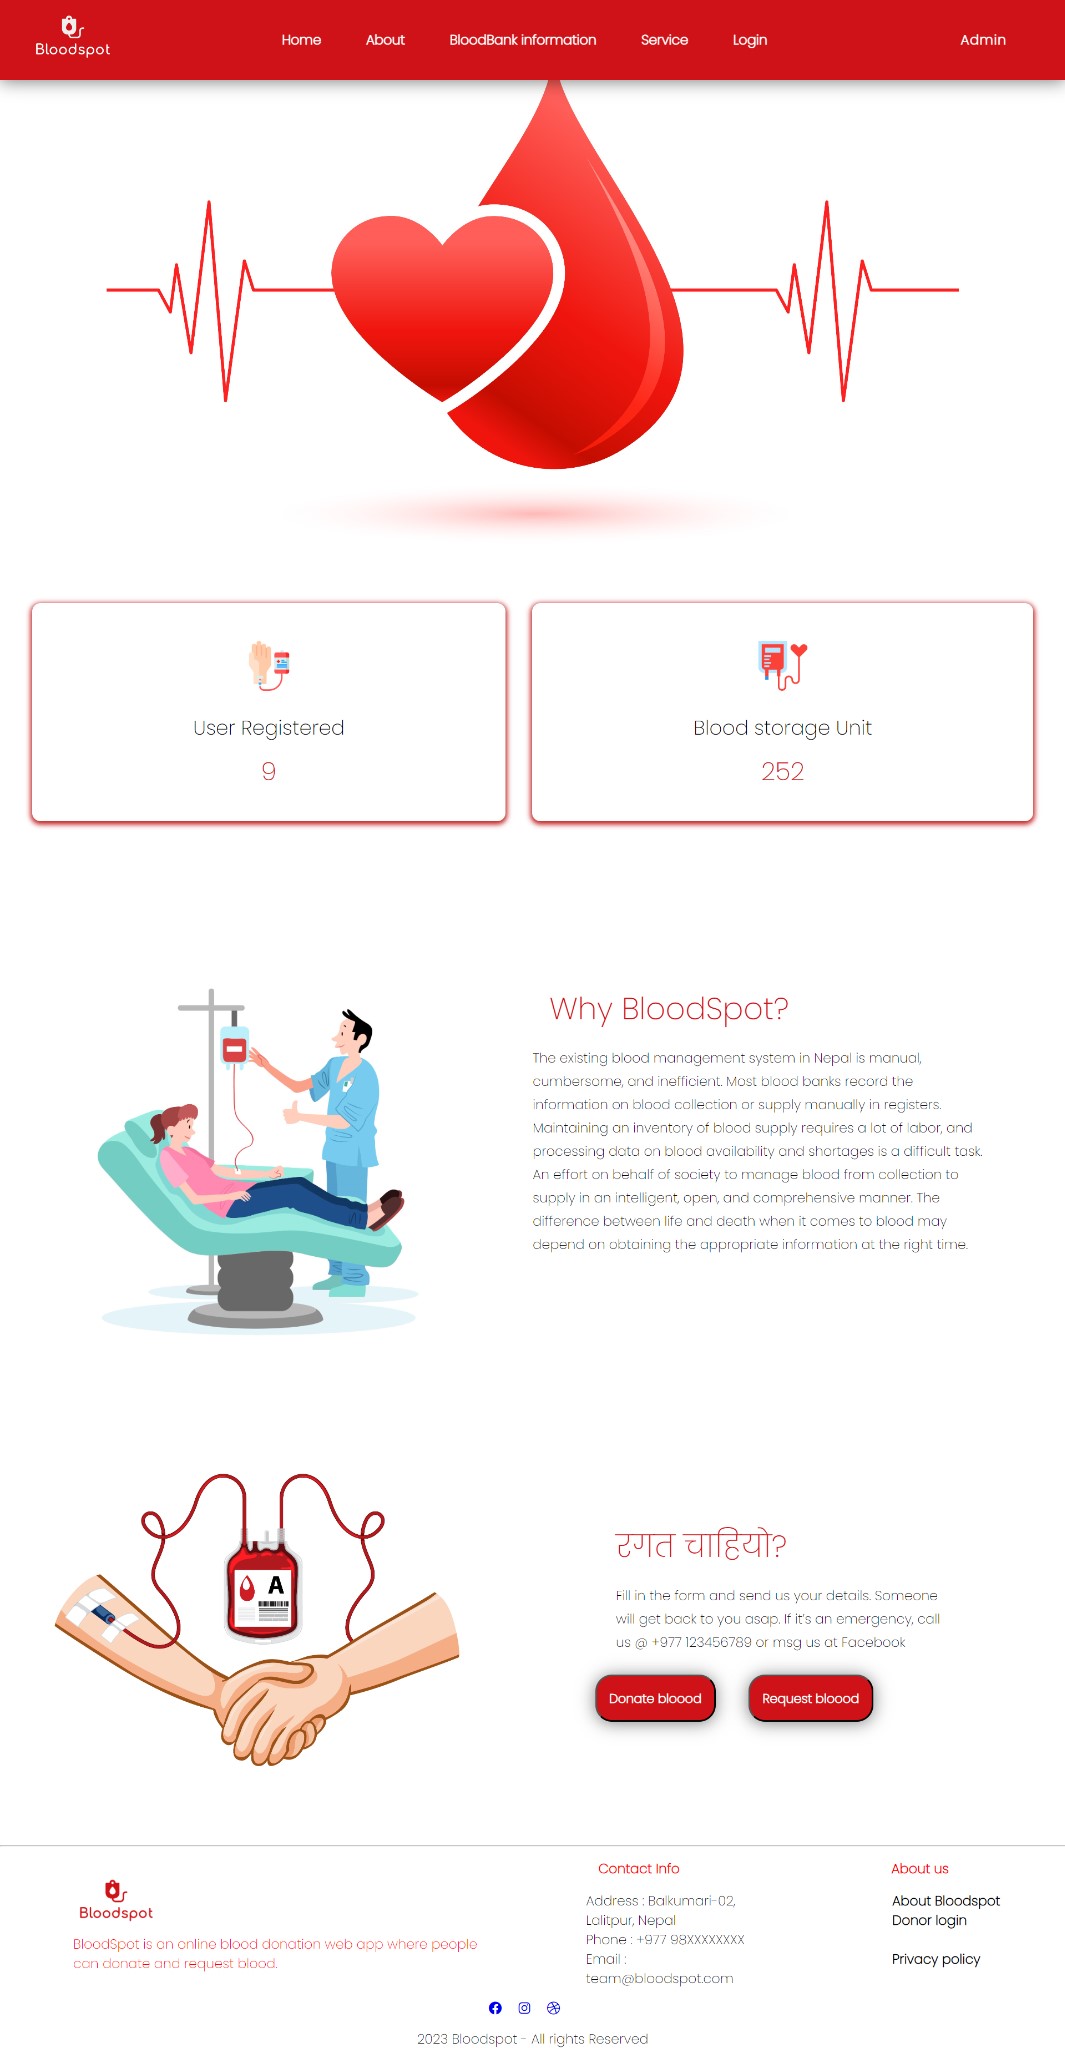 Bloodspot
Home About BloodBank information Service Login Admin
User Registered
9
Blood storage Unit
252
Why BloodSpot?
The existing blood management system in Nepal is manual,
cumbersome, and inefficient. Most blood banks record the
information on blood collection or supply manually in registers.
Maintaining an inventory of blood supply requires a lot of labor, and
processing data on blood availability and shortages is a difficult task.
An effort on behalf of society to manage blood from collection to
supply in an intelligent, open, and comprehensive manner. The
difference between life and death when it comes to blood may
depend on obtaining the appropriate information at the right time.
A
रगत चाहियो?
Fill in the form and send us your details. Someone
will get back to you asap. If it's an emergency, call
us @ +977 123456789 or msg us at Facebook
Donate bloood Request bloood
Bloodspot
BloodSpot is an online blood donation web app where people
can donate and request blood.
Contact Info
Address : Balkumari-02,
Lalitpur, Nepal
Phone : +977 98XXXXXXXX
Email :
team@bloodspot.com
About us
About Bloodspot
Donor login
Privacy policy
2023 Bloodspot - All rights Reserved